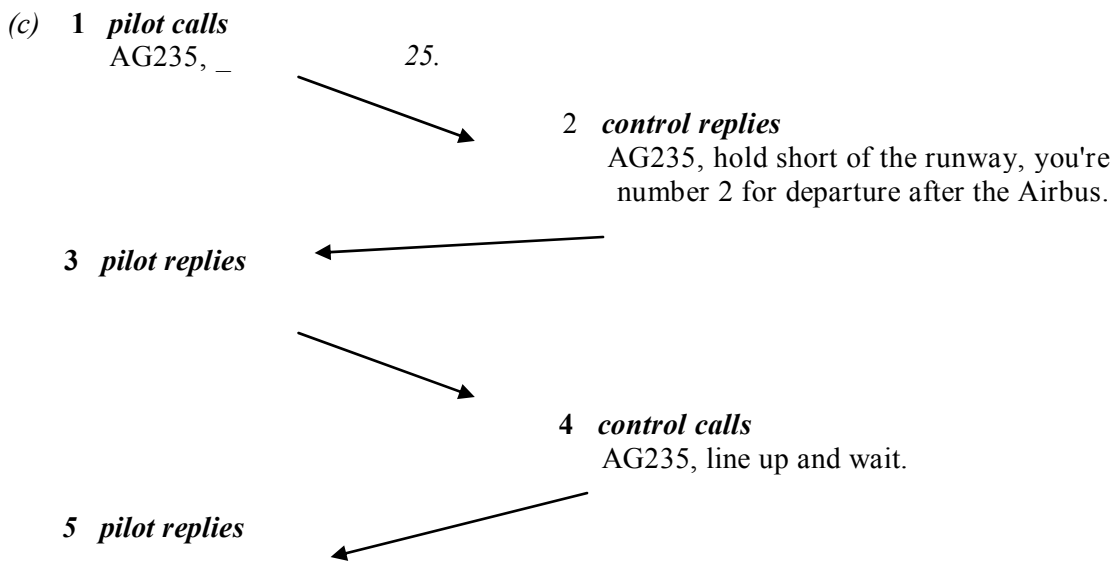 (c) 1 pilot calls
AG235, _ 25.
2 control replies
AG235, hold short of the runway, you're
number 2 for departure after the Airbus.
3 pilot replies
4 control calls
AG235, line up and wait.
5 pilot replies